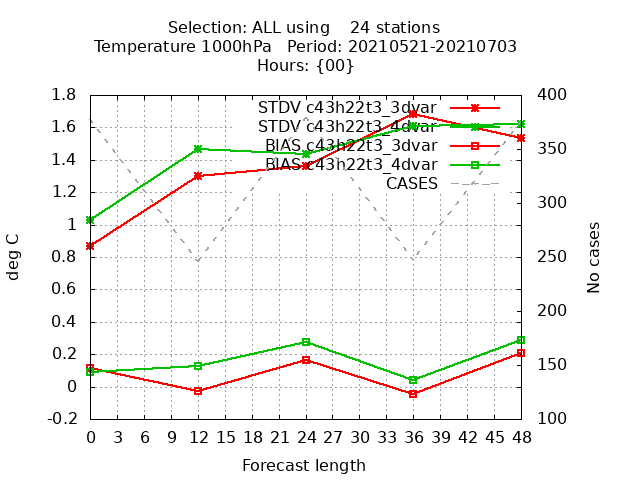 Selection: ALL using 24 stations
Temperature 1000hPa Period: 20210521-20210703
Hours: {00}
STDV c43h22t3_3dvar
STDV c43h22t3_4dvar
BIAS c43h22t3_3dvar
BIAS c43h22t3_4dvar
CASES
1.8
1.6
1.4
1.2
1
0.8
0.6
0.4
0.2
0
-0.2
deg C
400
350
300
250
200
150
100
No cases
0 3 6 9 12 15 18 21 24 27 30 33 36 39 42 45 48
Forecast length